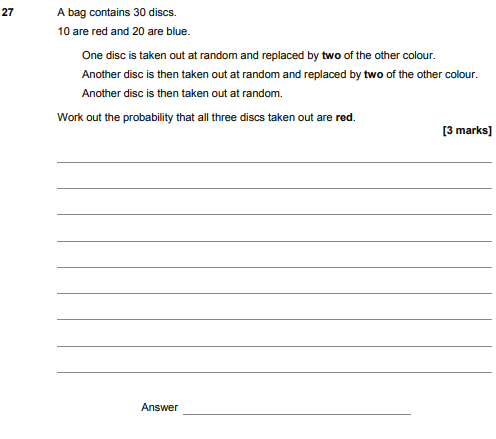 27 A bag contains 30 discs.
10 are red and 20 are blue.
One disc is taken out at random and replaced by two of the other colour.
Another disc is then taken out at random and replaced by two of the other colour.
Another disc is then taken out at random.
Work out the probability that all three discs taken out are red.
[3 marks]
Answer